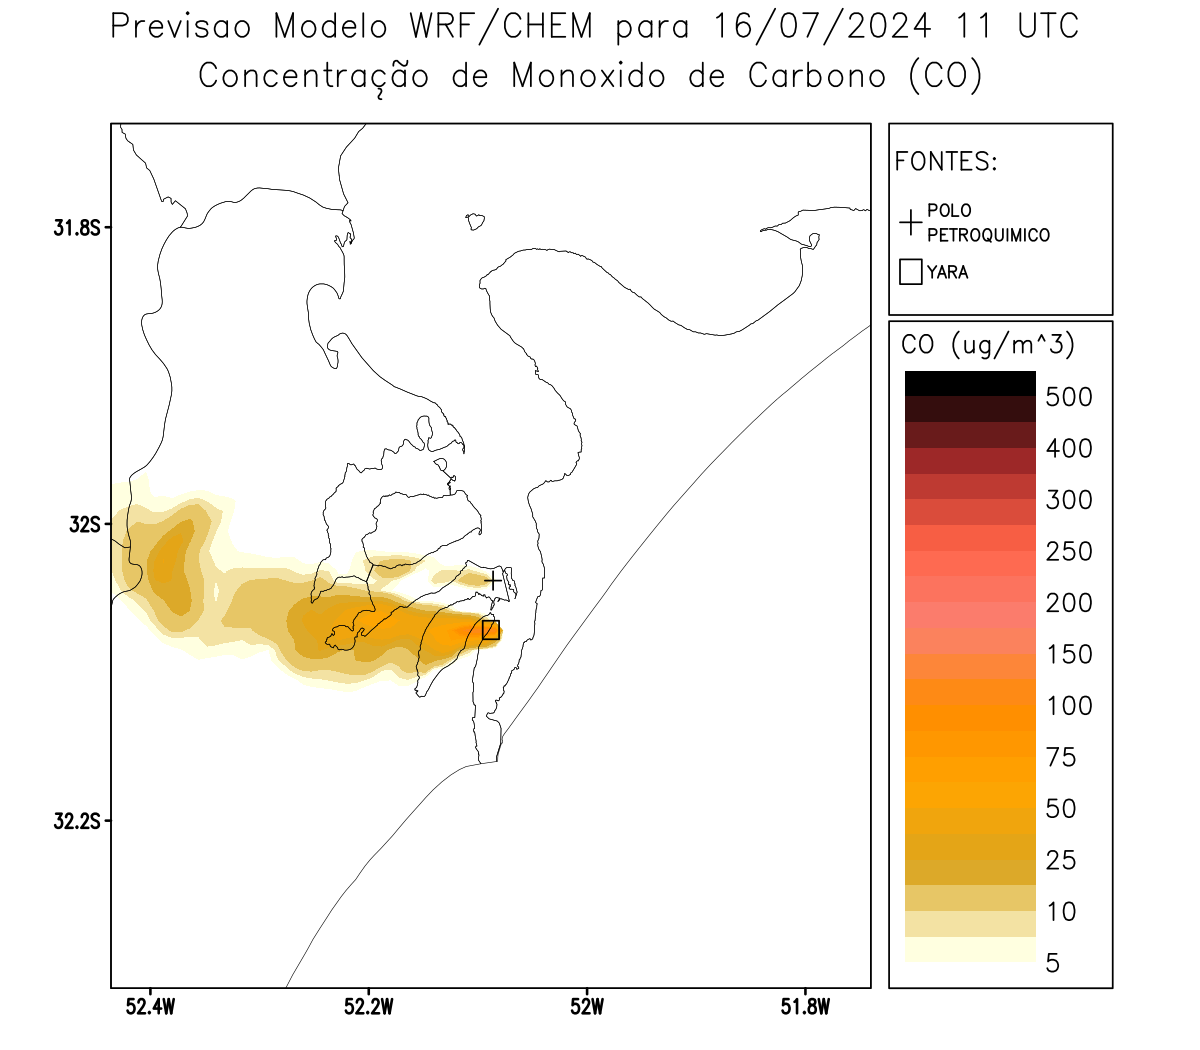 Previsao Modelo WRF/CHEM para 16/07/2024 11 UTC
Concentração de Monoxido de Carbono (CO)
FONTES:
POLO
PETROQUIMICO
YARA
CO (ug/m^3)
500
400
300
250
200
150
100
75
50
25
10
5
31.8S
32S
32.2S
52.4W
52.2W
52W
51.8W